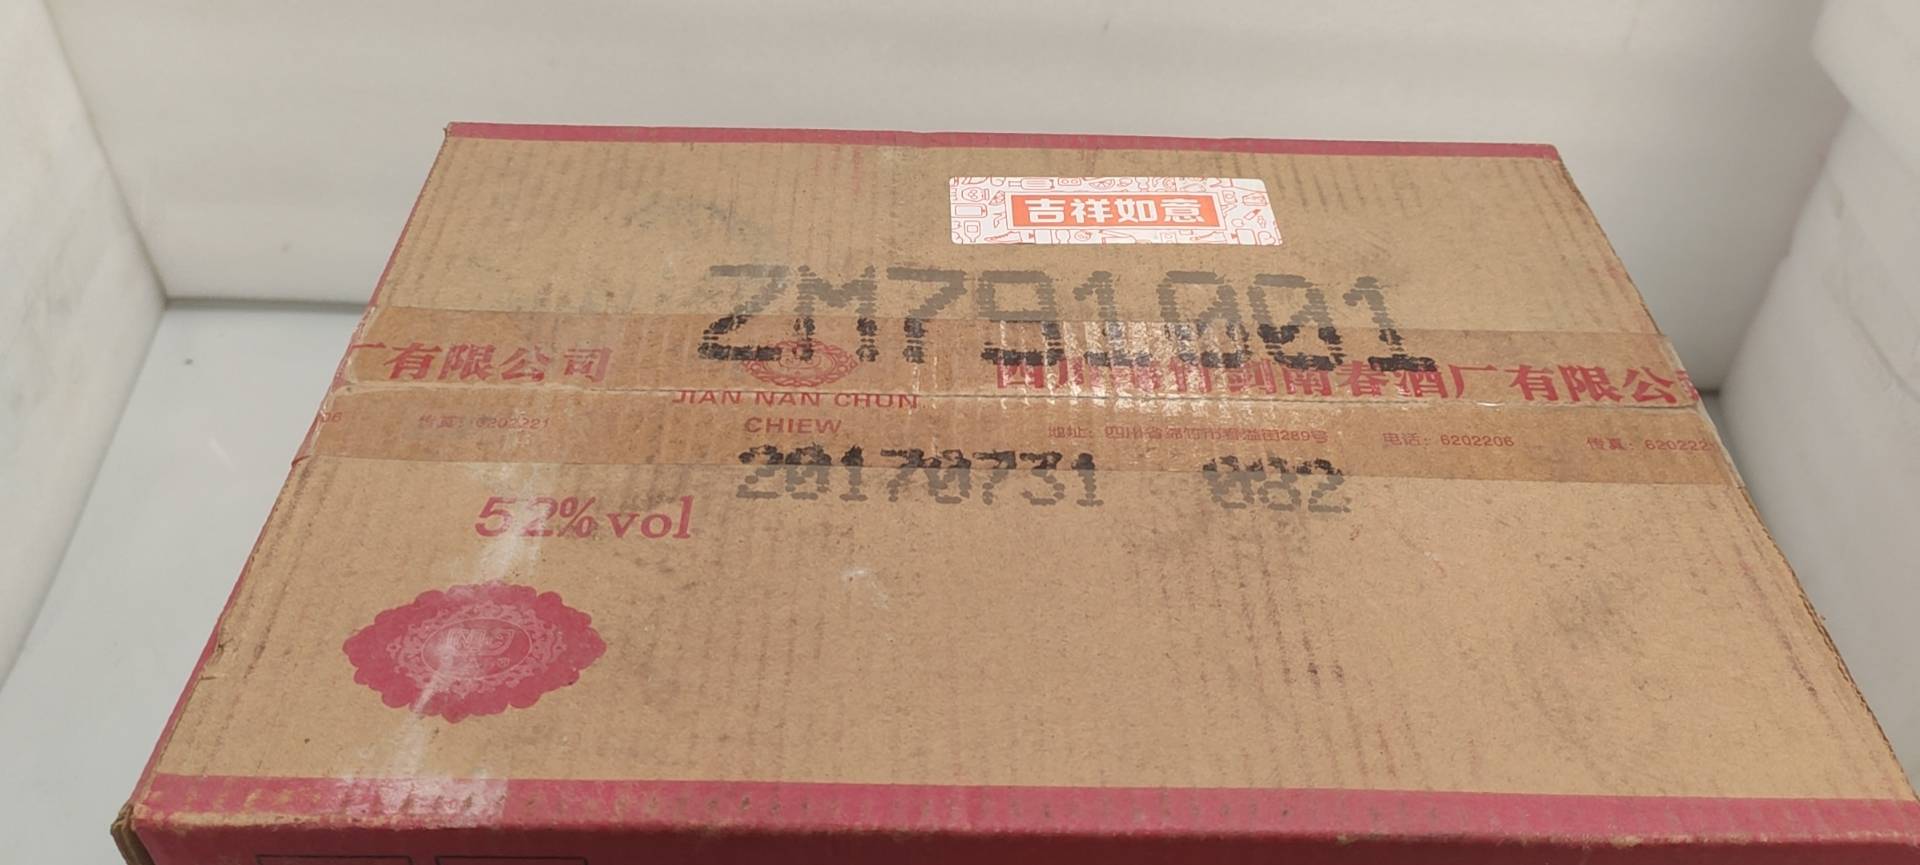 吉祥如意
ZM791001
厂有限公司
四川绵竹剑南春酒厂有限公司
JIAN NAN CHUN
CHIEW
传真:6202221
地址:四川省绵竹市春溢街289号 电话:6202206 传真:620222
20170731 082
52%vol